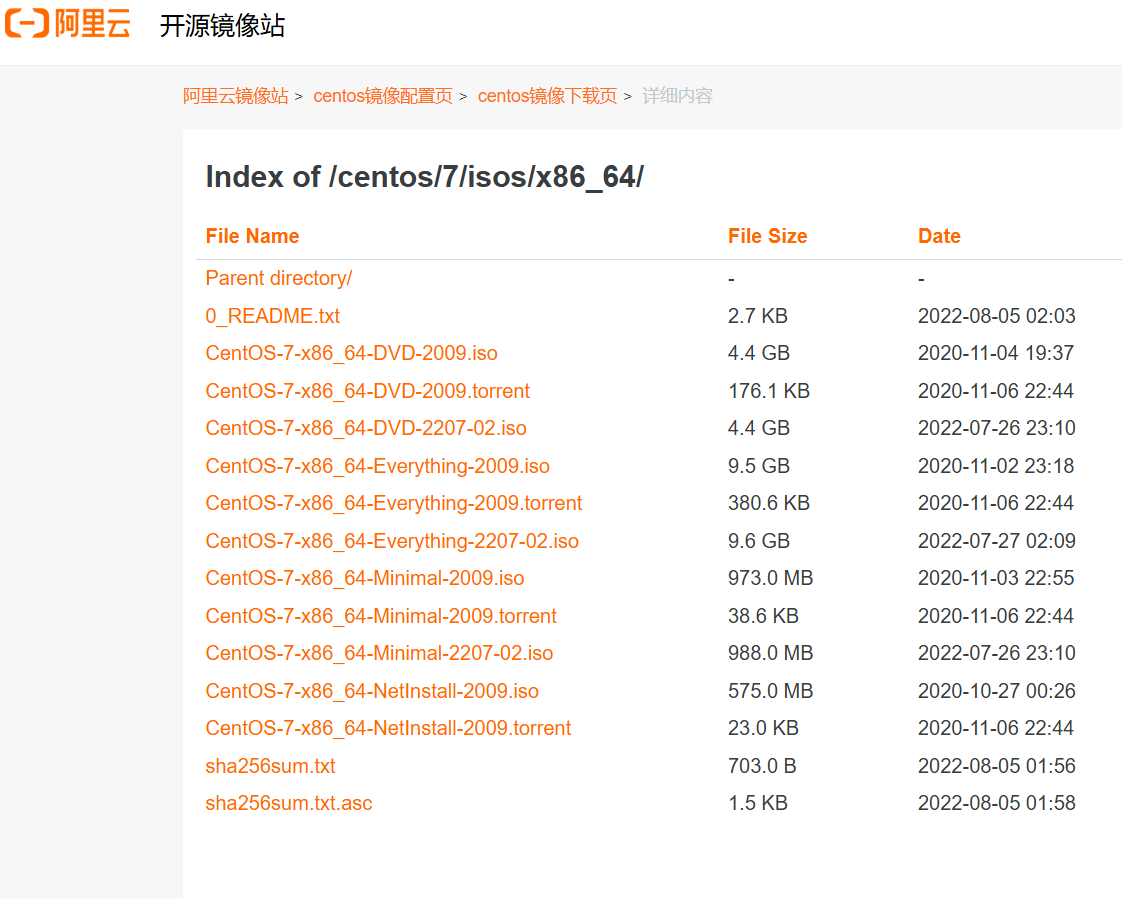 阿里云 开源镜像站
阿里云镜像站 > centos镜像配置页 > centos镜像下载页 > 详细内容
Index of /centos/7/isos/x86_64/
File Name File Size Date
Parent directory/ - -
0_README.txt 2.7 KB 2022-08-05 02:03
CentOS-7-x86_64-DVD-2009.iso 4.4 GB 2020-11-04 19:37
CentOS-7-x86_64-DVD-2009.torrent 176.1 KB 2020-11-06 22:44
CentOS-7-x86_64-DVD-2207-02.iso 4.4 GB 2022-07-26 23:10
CentOS-7-x86_64-Everything-2009.iso 9.5 GB 2020-11-02 23:18
CentOS-7-x86_64-Everything-2009.torrent 380.6 KB 2020-11-06 22:44
CentOS-7-x86_64-Everything-2207-02.iso 9.6 GB 2022-07-27 02:09
CentOS-7-x86_64-Minimal-2009.iso 973.0 MB 2020-11-03 22:55
CentOS-7-x86_64-Minimal-2009.torrent 38.6 KB 2020-11-06 22:44
CentOS-7-x86_64-Minimal-2207-02.iso 988.0 MB 2022-07-26 23:10
CentOS-7-x86_64-NetInstall-2009.iso 575.0 MB 2020-10-27 00:26
CentOS-7-x86_64-NetInstall-2009.torrent 23.0 KB 2020-11-06 22:44
sha256sum.txt 703.0 B 2022-08-05 01:56
sha256sum.txt.asc 1.5 KB 2022-08-05 01:58